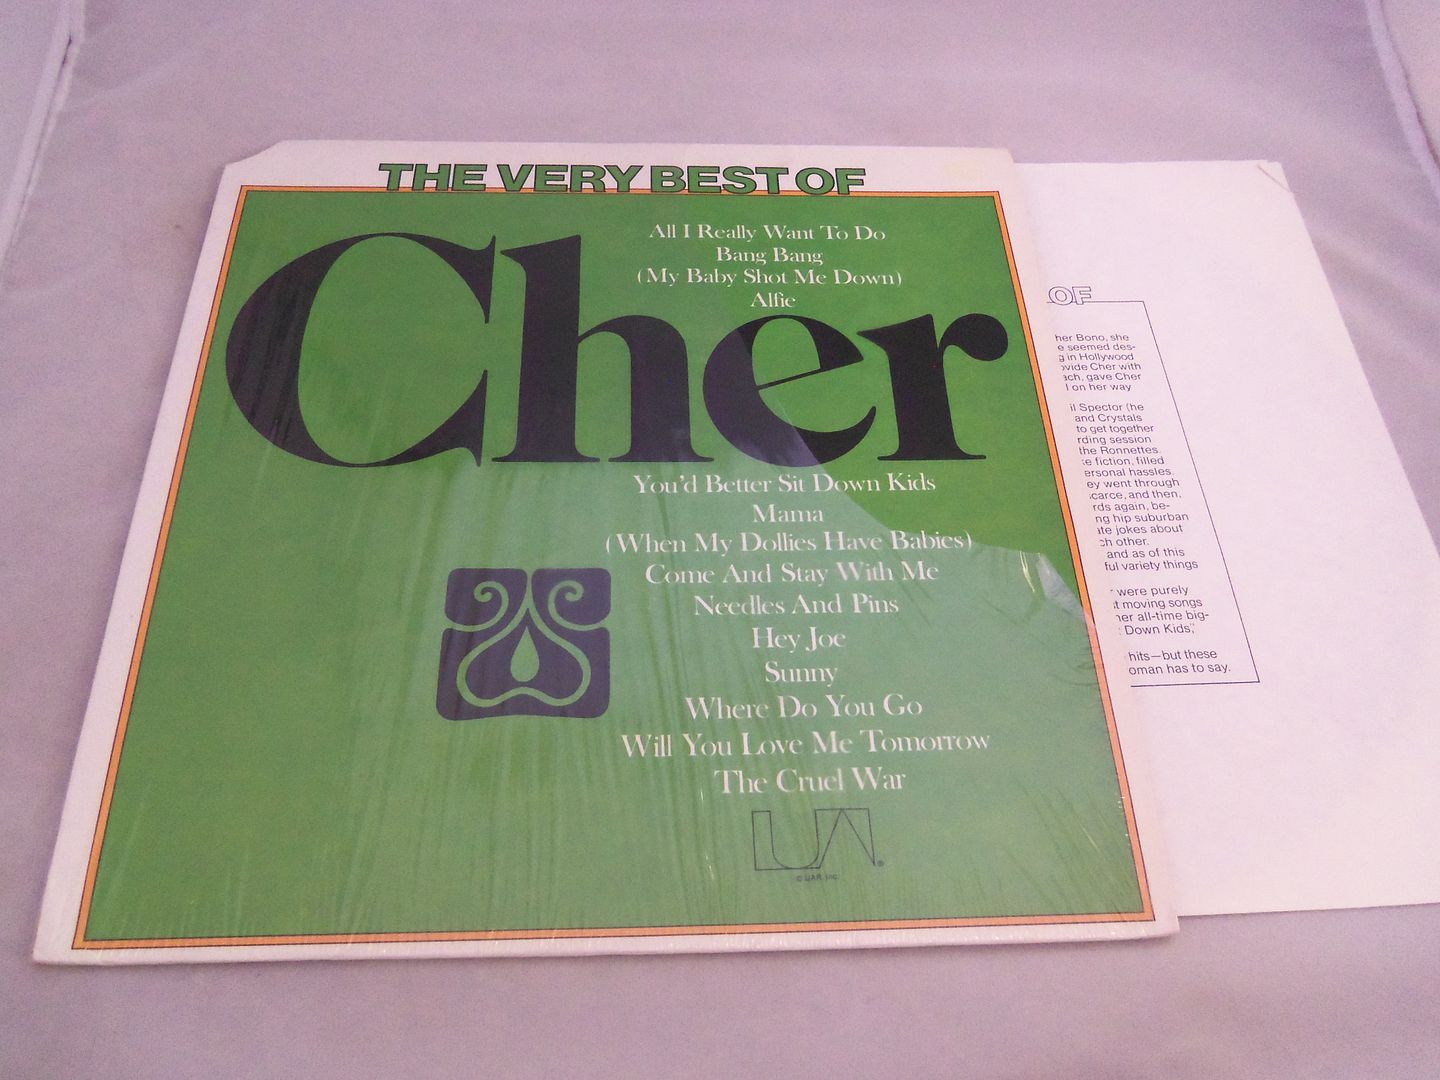 THE VERY BEST OF
Cher
All I Really Want To Do
Bang Bang
(My Baby Shot Me Down)
Alfie
You'd Better Sit Down Kids
Mama
(When My Dollies Have Babies)
Come And Stay With Me
Needles And Pins
Hey Joe
Sunny
Where Do You Go
Will You Love Me Tomorrow
The Cruel War
UA®
© UAR, Inc.
OF
her Bono, she
e seemed des-
g in Hollywood
ovide Cher with
ach, gave Cher
l on her way
il Spector (he
and Crystals
to get together
rding session
the Ronnettes.
e fiction, filled
ersonal hassles.
ey went through
carce, and then,
rds again, be-
ng hip suburban
te jokes about
ch other.
and as of this
ful variety things
were purely
t moving songs
her all-time big-
Down Kids,"
hits—but these
oman has to say.